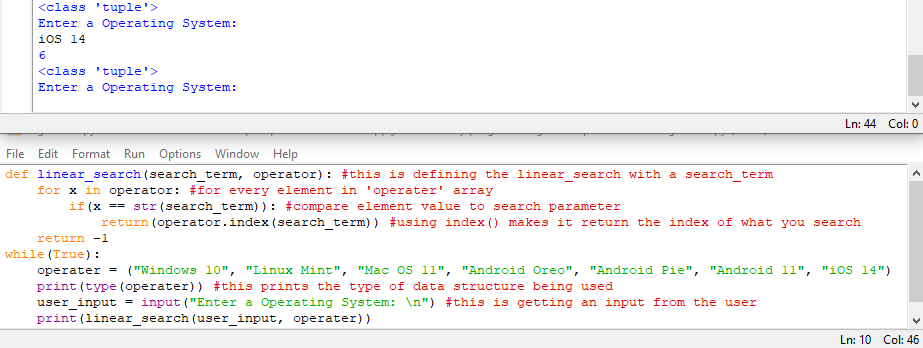 <class 'tuple'>
Enter a Operating System:
iOS 14
6
<class 'tuple'>
Enter a Operating System:
Ln: 44 Col: 0
File Edit Format Run Options Window Help
def linear_search(search_term, operator): #this is defining the linear_search with a search_term
    for x in operator: #for every element in 'operater' array
        if(x == str(search_term)): #compare element value to search parameter
            return(operator.index(search_term)) #using index() makes it return the index of what you search
    return -1
while(True):
    operater = ("Windows 10", "Linux Mint", "Mac OS 11", "Android Oreo", "Android Pie", "Android 11", "iOS 14")
    print(type(operater)) #this prints the type of data structure being used
    user_input = input("Enter a Operating System: \n") #this is getting an input from the user
    print(linear_search(user_input, operater))
Ln: 10 Col: 46